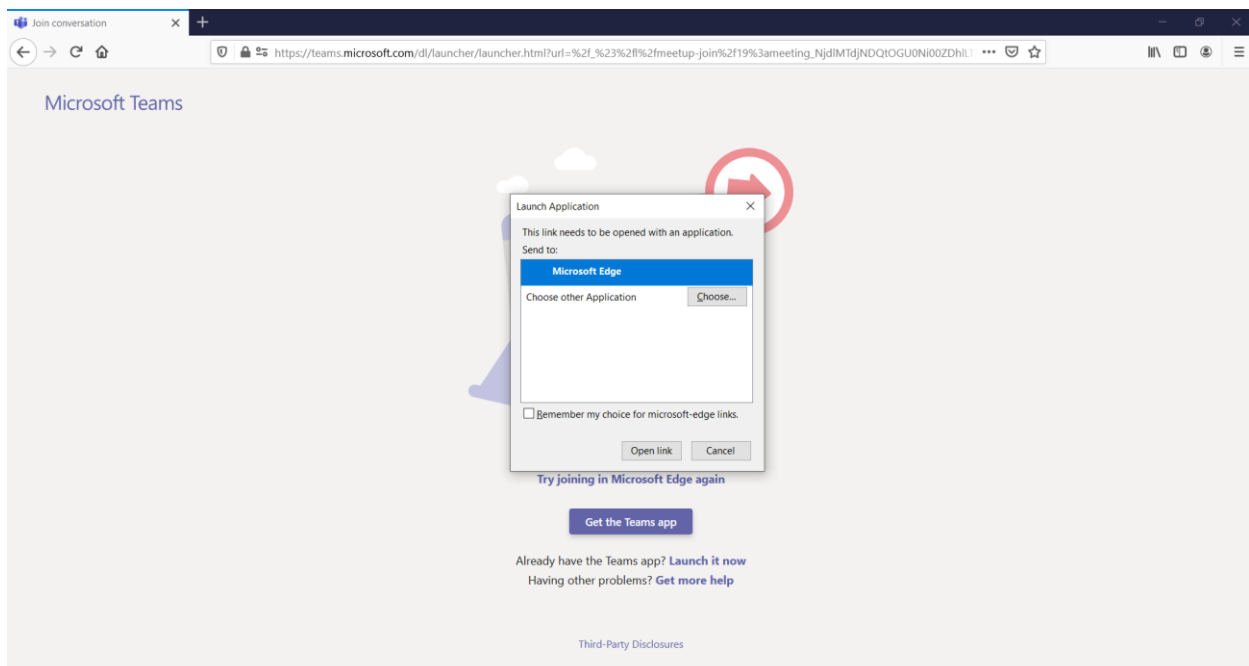 Join conversation
https://teams.microsoft.com/dl/launcher/launcher.html?url=%2f_%23%2fl%2fmeetup-join%2f19%3ameeting_
Microsoft Teams
Launch Application
This link needs to be opened with an application.
Send to:
Microsoft Edge
Choose other Application
Choose...
Remember my choice for microsoft-edge links.
Open link
Cancel
Try joining in Microsoft Edge again
Get the Teams app
Already have the Teams app? Launch it now
Having other problems? Get more help
Third-Party Disclosures